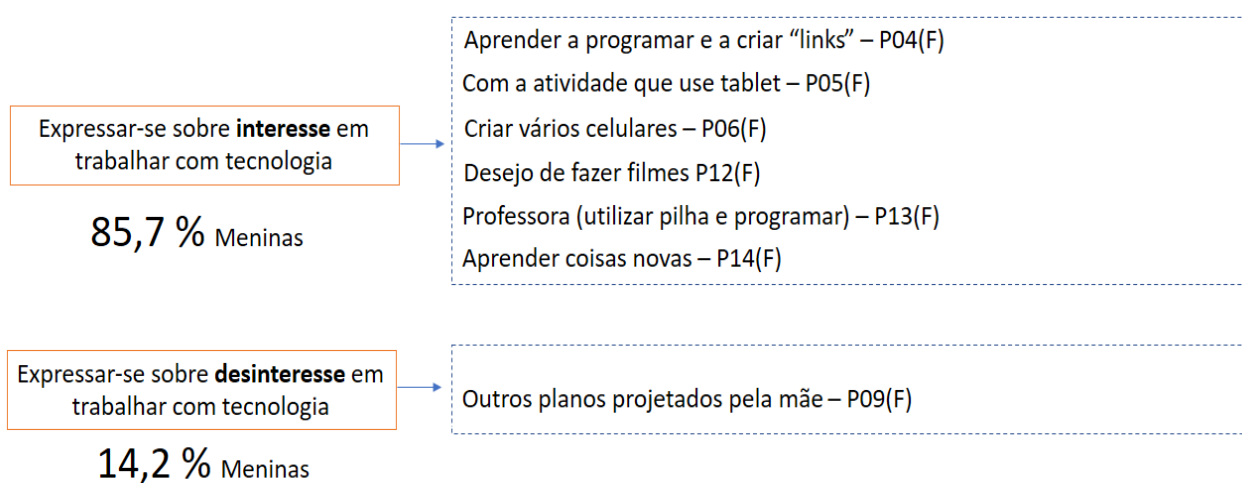 Expressar-se sobre interesse em
trabalhar com tecnologia
85,7 % Meninas
Aprender a programar e a criar “links” – P04(F)
Com a atividade que use tablet – P05(F)
Criar vários celulares – P06(F)
Desejo de fazer filmes P12(F)
Professora (utilizar pilha e programar) – P13(F)
Aprender coisas novas – P14(F)
Expressar-se sobre desinteresse em
trabalhar com tecnologia
14,2 % Meninas
Outros planos projetados pela mãe – P09(F)